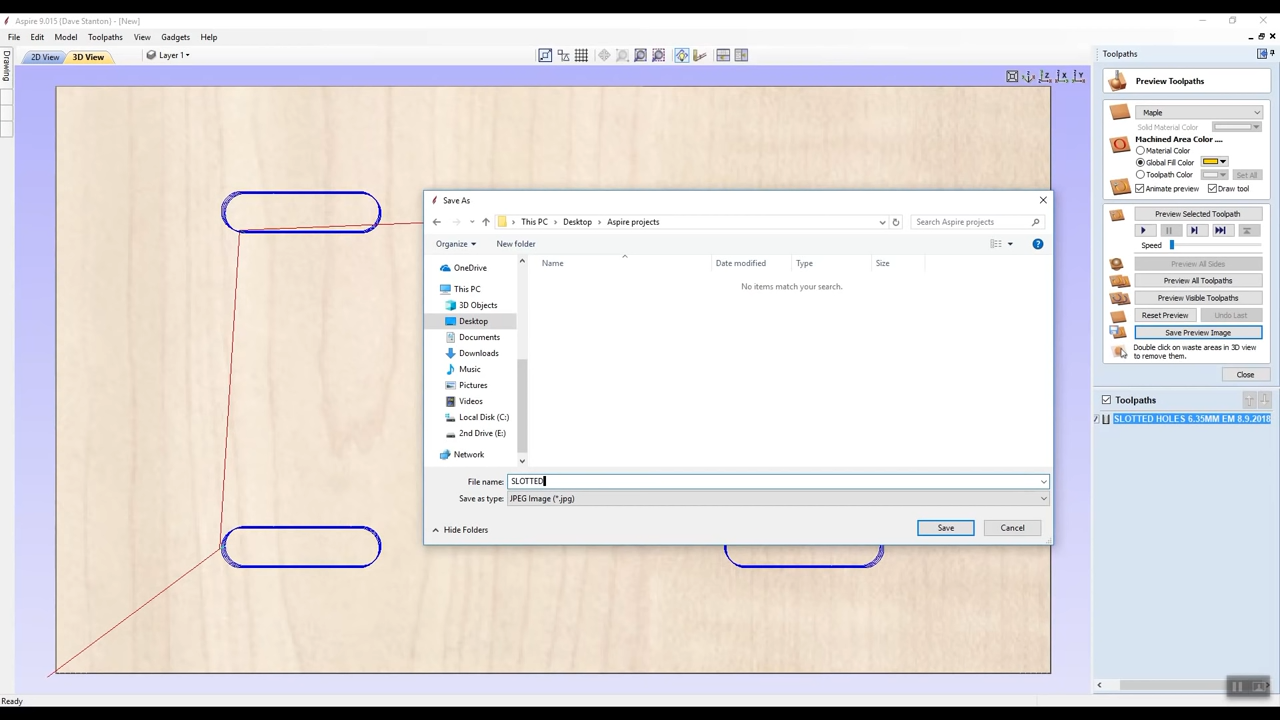 Aspire 9.015 (Dave Stanton) - [New]
File Edit Model Toolpaths View Gadgets Help
Drawing
2D View 3D View Layer 1
Toolpaths
Preview Toolpaths
Maple
Solid Material Color
Machined Area Color ....
Material Color
Global Fill Color
Toolpath Color Set All
Animate preview Draw tool
Preview Selected Toolpath
Speed
Preview All Sides
Preview All Toolpaths
Preview Visible Toolpaths
Reset Preview Undo Last
Save Preview Image
Double click on waste areas in 3D view
to remove them.
Close
Toolpaths
SLOTTED HOLES 6.35MM EM 8.9.2018
Save As
This PC Desktop Aspire projects
Search Aspire projects
Organize New folder
Name Date modified Type Size
No items match your search.
OneDrive
This PC
3D Objects
Desktop
Documents
Downloads
Music
Pictures
Videos
Local Disk (C:)
2nd Drive (E:)
Network
File name: SLOTTED
Save as type: JPEG Image (*.jpg)
Hide Folders
Save Cancel
Ready